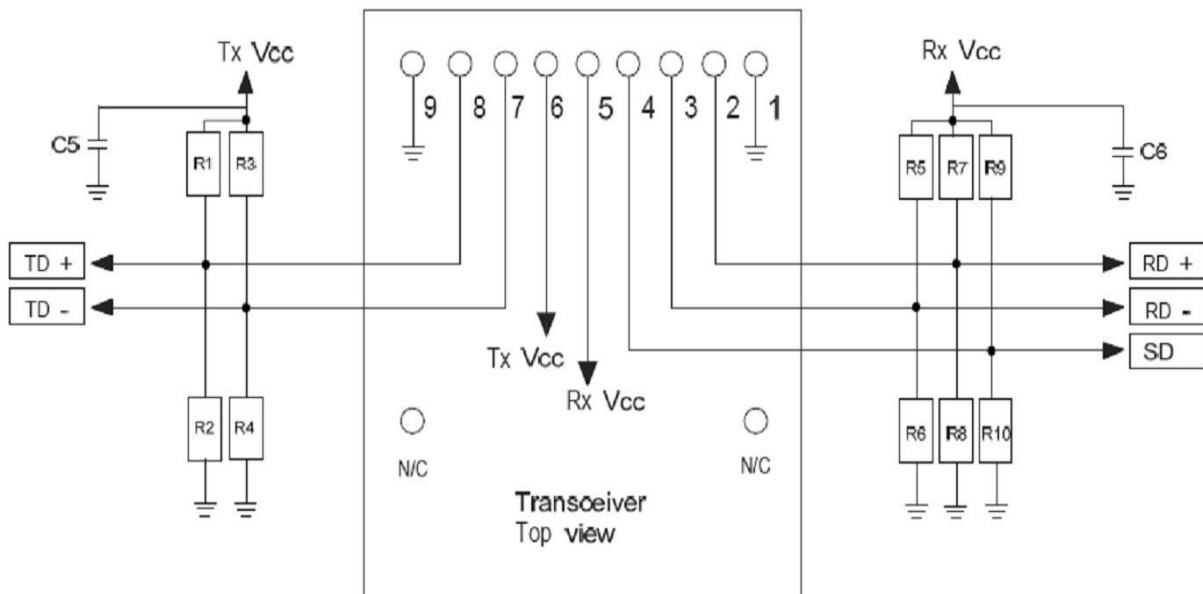 Tx Vcc
Rx Vcc
9 8 7 6 5 4 3 2 1
C5
R1 R3
R5 R7 R9
C6
TD +
RD +
TD -
RD -
Tx Vcc
SD
Rx Vcc
R2 R4
R6 R8 R10
N/C
N/C
Transoeiver
Top view